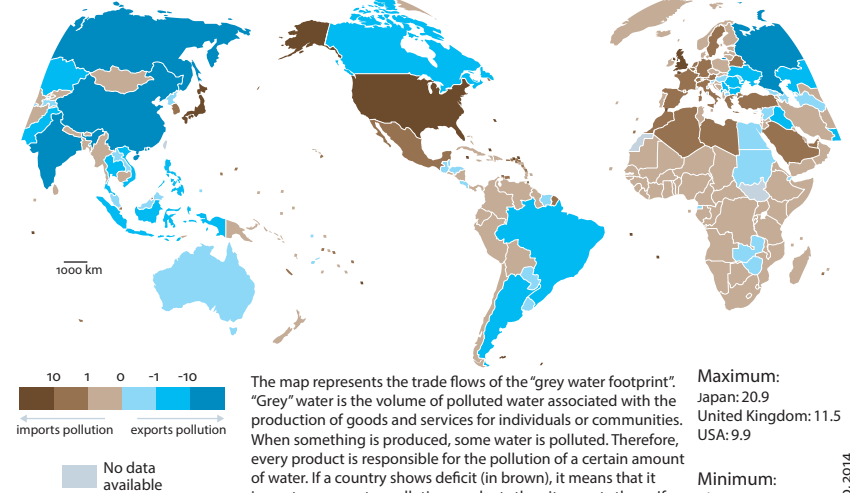 1000 km
10 1 0 -1 -10
imports pollution exports pollution
No data
available
The map represents the trade flows of the “grey water footprint”.
“Grey” water is the volume of polluted water associated with the
production of goods and services for individuals or communities.
When something is produced, some water is polluted. Therefore,
every product is responsible for the pollution of a certain amount
of water. If a country shows deficit (in brown), it means that it
Maximum:
Japan: 20.9
United Kingdom: 11.5
USA: 9.9
Minimum:
2014